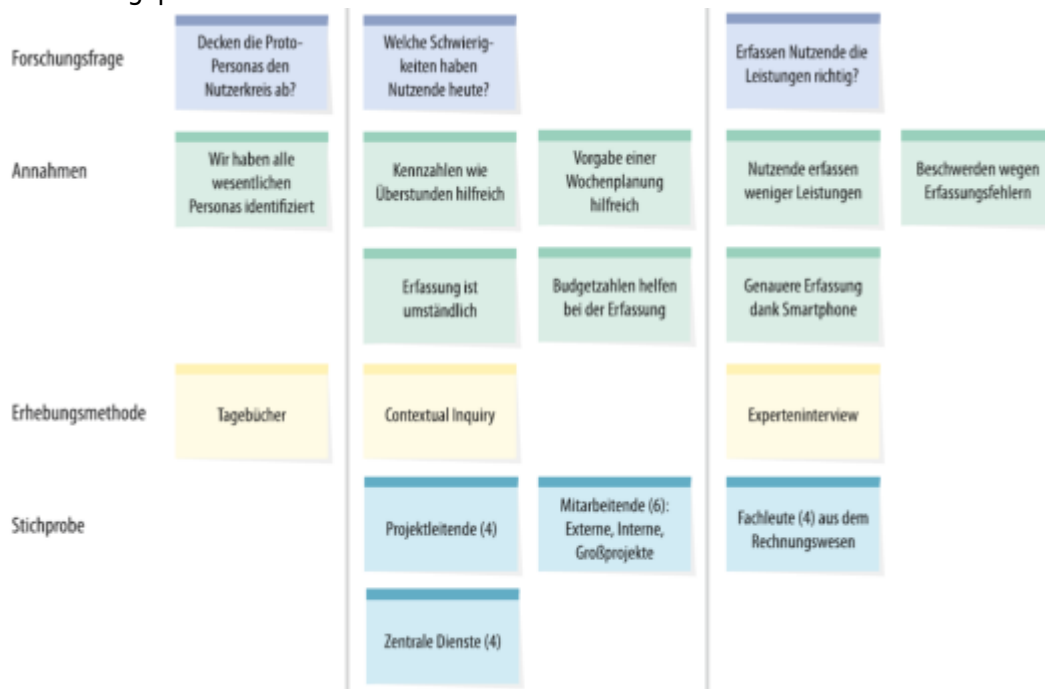 Forschungsfrage
Decken die Proto-
Personas den
Nutzerkreis ab?
Welche Schwierig-
keiten haben
Nutzende heute?
Erfassen Nutzende die
Leistungen richtig?
Annahmen
Wir haben alle
wesentlichen
Personas identifiziert
Kennzahlen wie
Überstunden hilfreich
Vorgabe einer
Wochenplanung
hilfreich
Nutzende erfassen
weniger Leistungen
Beschwerden wegen
Erfassungsfehlern
Erfassung ist
umständlich
Budgetzahlen helfen
bei der Erfassung
Genauere Erfassung
dank Smartphone
Erhebungsmethode
Tagebücher
Contextual Inquiry
Experteninterview
Stichprobe
Projektleitende (4)
Mitarbeitende (6):
Externe, Interne,
Großprojekte
Fachleute (4) aus dem
Rechnungswesen
Zentrale Dienste (4)